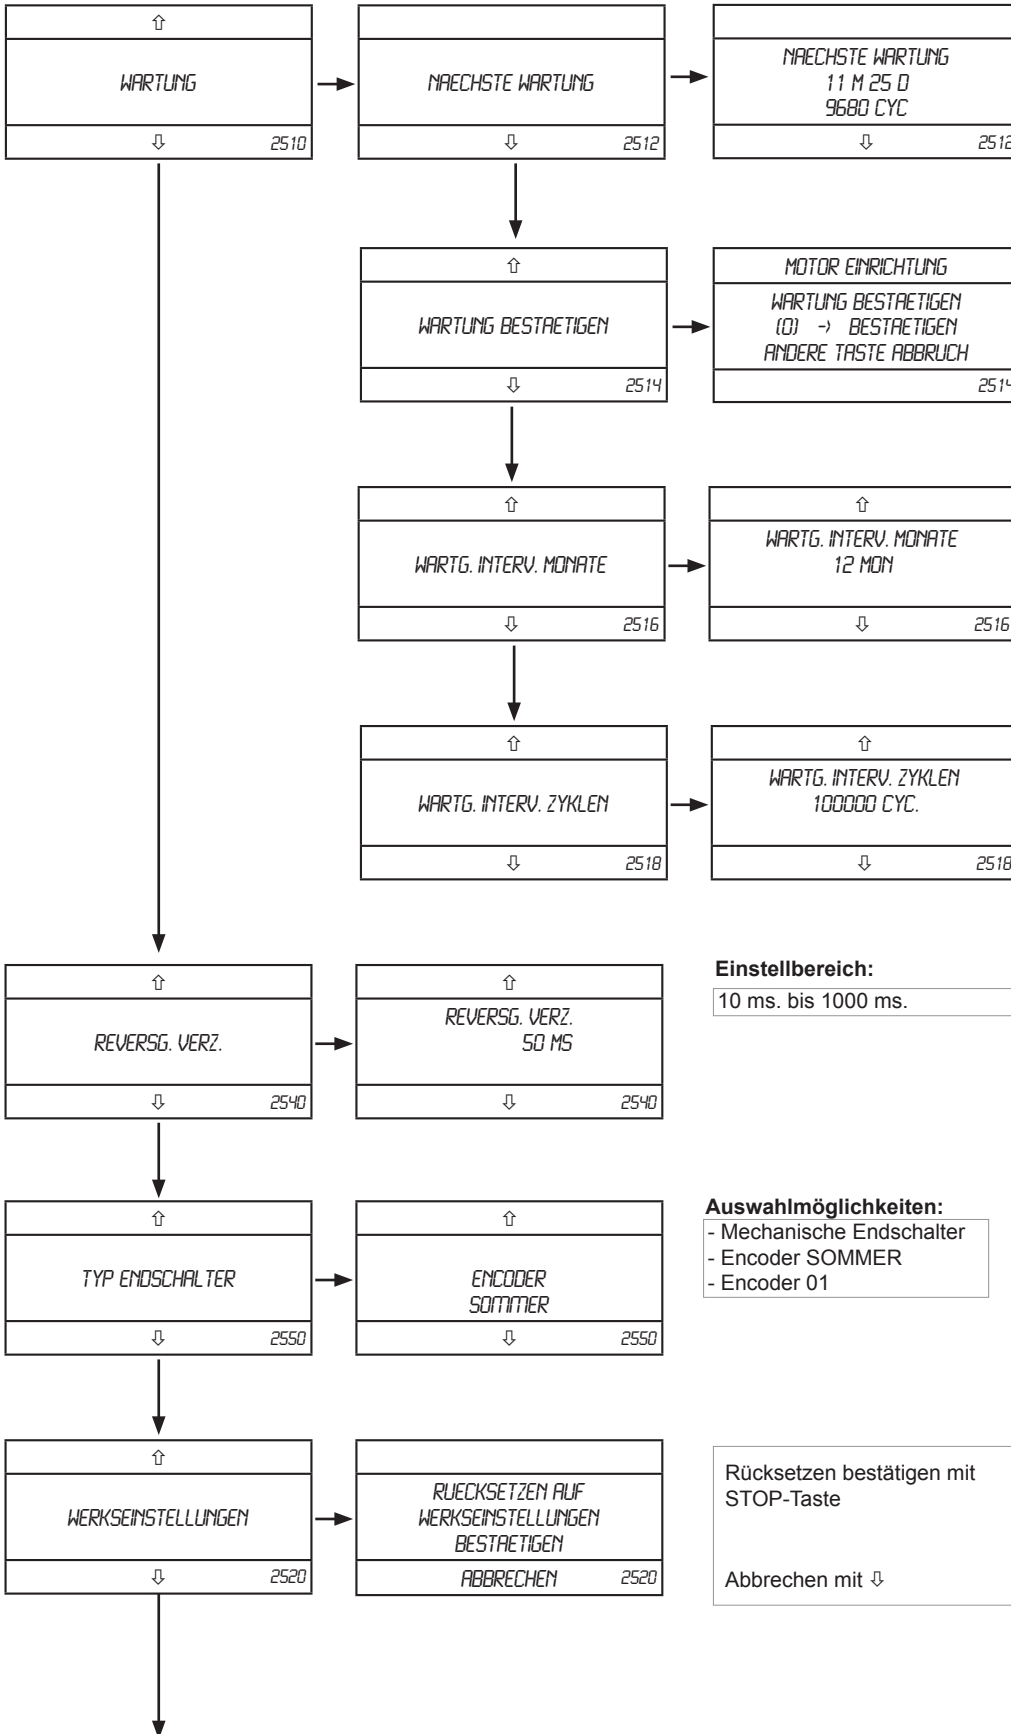 ⇧
WARTUNG
⇩ 2510
NAECHSTE WARTUNG
⇩ 2512
NAECHSTE WARTUNG
11 M 25 D
9680 CYC
⇩ 2512
⇧
WARTUNG BESTAETIGEN
⇩ 2514
MOTOR EINRICHTUNG
WARTUNG BESTAETIGEN
(0) -> BESTAETIGEN
ANDERE TASTE ABBRUCH
2514
⇧
WARTG. INTERV. MONATE
⇩ 2516
⇧
WARTG. INTERV. MONATE
12 MON
⇩ 2516
⇧
WARTG. INTERV. ZYKLEN
⇩ 2518
⇧
WARTG. INTERV. ZYKLEN
100000 CYC.
⇩ 2518
⇧
REVERSG. VERZ.
⇩ 2540
⇧
REVERSG. VERZ.
50 MS
⇩ 2540
Einstellbereich:
10 ms. bis 1000 ms.
⇧
TYP ENDSCHALTER
⇩ 2550
⇧
ENCODER
SOMMER
⇩ 2550
Auswahlmöglichkeiten:
- Mechanische Endschalter
- Encoder SOMMER
- Encoder 01
⇧
WERKSEINSTELLUNGEN
⇩ 2520
RUECKSETZEN AUF
WERKSEINSTELLUNGEN
BESTAETIGEN
ABBRECHEN 2520
Rücksetzen bestätigen mit
STOP-Taste
Abbrechen mit ⇩